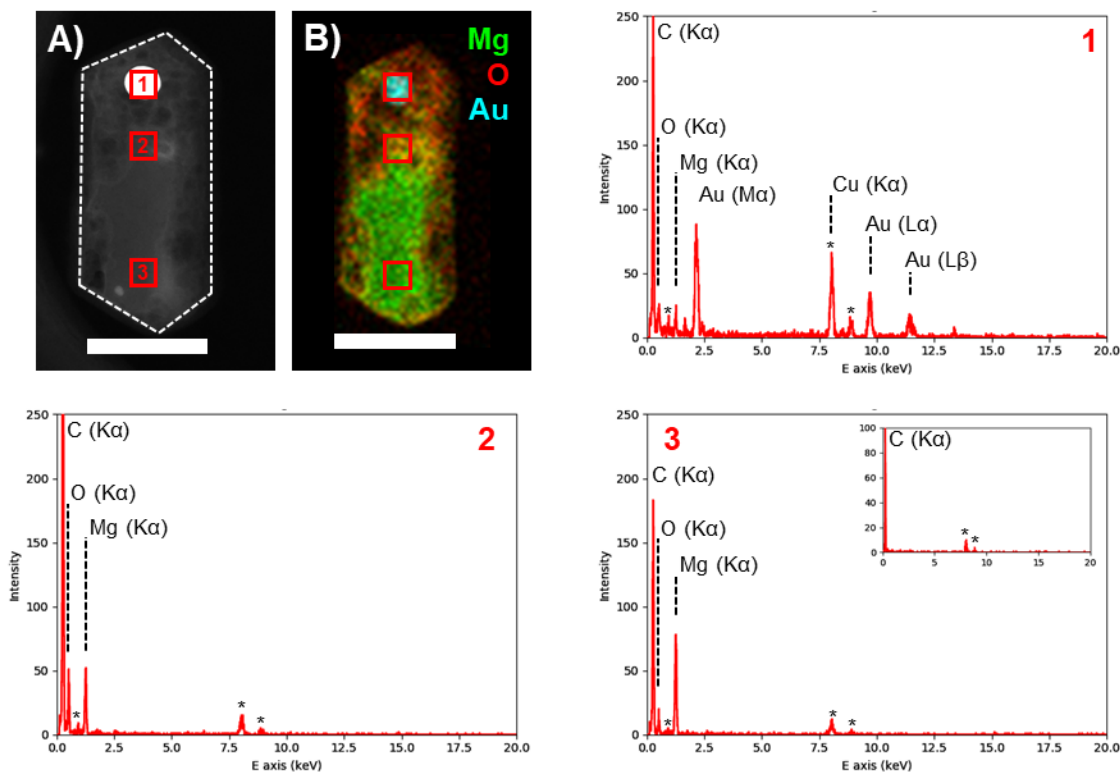 A)
1
2
3
B)
Mg
O
Au
250
200
150
100
50
0
Intensity
C (Kα)
O (Kα)
Mg (Kα)
Au (Mα)
Cu (Kα)
Au (Lα)
Au (Lβ)
*
*
*
1
0.0 2.5 5.0 7.5 10.0 12.5 15.0 17.5 20.0
E axis (keV)
250
200
150
100
50
0
Intensity
C (Kα)
O (Kα)
Mg (Kα)
*
*
*
2
0.0 2.5 5.0 7.5 10.0 12.5 15.0 17.5 20.0
E axis (keV)
250
200
150
100
50
0
Intensity
C (Kα)
O (Kα)
Mg (Kα)
*
*
*
3
100
80
60
40
20
0
C (Kα)
*
*
0 5 10 15 20
0.0 2.5 5.0 7.5 10.0 12.5 15.0 17.5 20.0
E axis (keV)